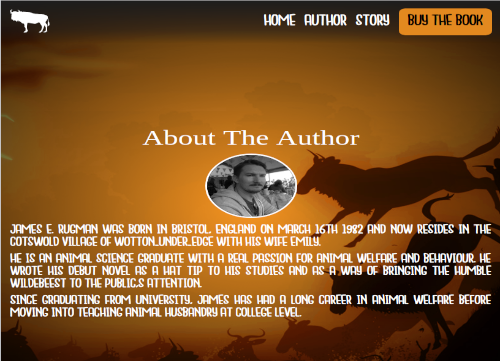 HOME AUTHOR STORY BUY THE BOOK
About The Author
JAMES E. RUGMAN WAS BORN IN BRISTOL, ENGLAND ON MARCH 16TH 1982 AND NOW RESIDES IN THE
COTSWOLD VILLAGE OF WOTTON.UNDER.EDGE WITH HIS WIFE EMILY.
HE IS AN ANIMAL SCIENCE GRADUATE WITH A REAL PASSION FOR ANIMAL WELFARE AND BEHAVIOUR. HE
WROTE HIS DEBUT NOVEL AS A HAT TIP TO HIS STUDIES AND AS A WAY OF BRINGING THE HUMBLE
WILDEBEEST TO THE PUBLIC.S ATTENTION.
SINCE GRADUATING FROM UNIVERSITY, JAMES HAS HAD A LONG CAREER IN ANIMAL WELFARE BEFORE
MOVING INTO TEACHING ANIMAL HUSBANDRY AT COLLEGE LEVEL.